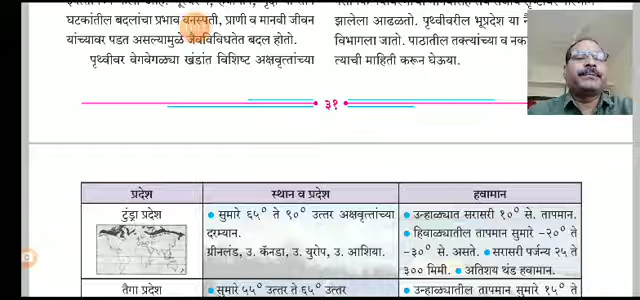 घटकांतील बदलांचा प्रभाव वनस्पती, प्राणी व मानवी जीवन
यांच्यावर पडत असल्यामुळे जैवविविधतेत बदल होतो.
पृथ्वीवर वेगवेगळ्या खंडांत विशिष्ट अक्षवृत्तांच्या
झालेला आढळतो. पृथ्वीवरील भूप्रदेश या
विभागला जातो. पाठातील तक्त्यांच्या व
त्याची माहिती करून घेऊया.
३१
प्रदेश
स्थान व प्रदेश
हवामान
टुंड्रा प्रदेश
● सुमारे ६५° ते ९०° उत्तर अक्षवृत्तांच्या
दरम्यान.
ग्रीनलंड, उ. कॅनडा, उ. युरोप, उ. आशिया.
● उन्हाळ्यात सरासरी १०° से. तापमान.
● हिवाळ्यातील तापमान सुमारे -२०° ते
-३०° से. असते. ● सरासरी पर्जन्य २५ ते
३०० मिमी. ● अतिशय थंड हवामान.
तैगा प्रदेश
● सुमारे ५५° उत्तर ते ६५° उत्तर
● उन्हाळ्यातील तापमान सुमारे १५° ते